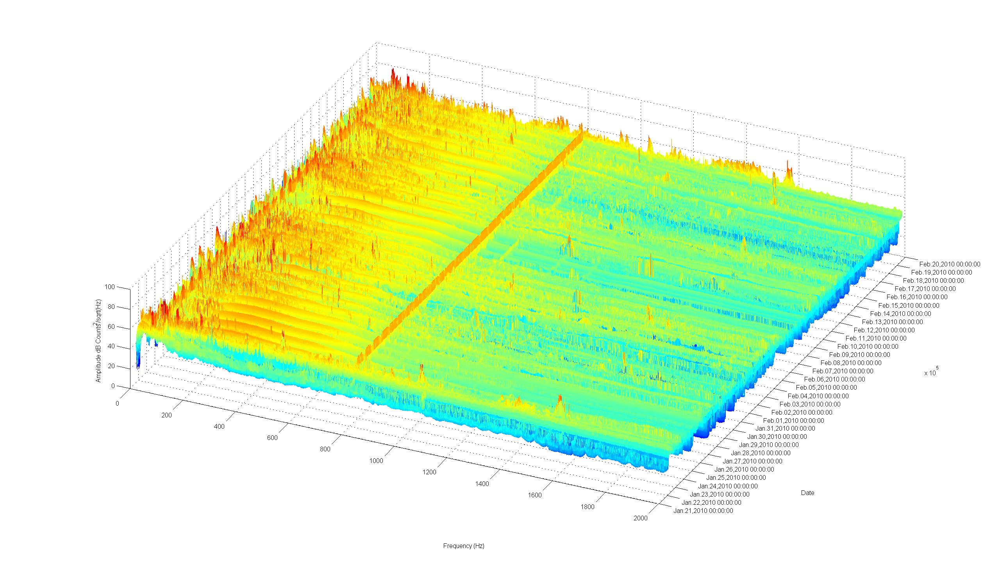 100
80
60
40
20
0
Amplitude dB Counts²/sqrt(Hz)
0
200
400
600
800
1000
1200
1400
1600
1800
2000
Frequency (Hz)
Feb.20,2010 00:00:00
Feb.19,2010 00:00:00
Feb.18,2010 00:00:00
Feb.17,2010 00:00:00
Feb.16,2010 00:00:00
Feb.15,2010 00:00:00
Feb.14,2010 00:00:00
Feb.13,2010 00:00:00
Feb.12,2010 00:00:00
Feb.11,2010 00:00:00
Feb.10,2010 00:00:00
Feb.09,2010 00:00:00
Feb.08,2010 00:00:00
Feb.07,2010 00:00:00
Feb.06,2010 00:00:00
Feb.05,2010 00:00:00
Feb.04,2010 00:00:00
Feb.03,2010 00:00:00
Feb.02,2010 00:00:00
Feb.01,2010 00:00:00
Jan.31,2010 00:00:00
Jan.30,2010 00:00:00
Jan.29,2010 00:00:00
Jan.28,2010 00:00:00
Jan.27,2010 00:00:00
Jan.26,2010 00:00:00
Jan.25,2010 00:00:00
Jan.24,2010 00:00:00
Jan.23,2010 00:00:00
Jan.22,2010 00:00:00
Jan.21,2010 00:00:00
x 10⁵
Date